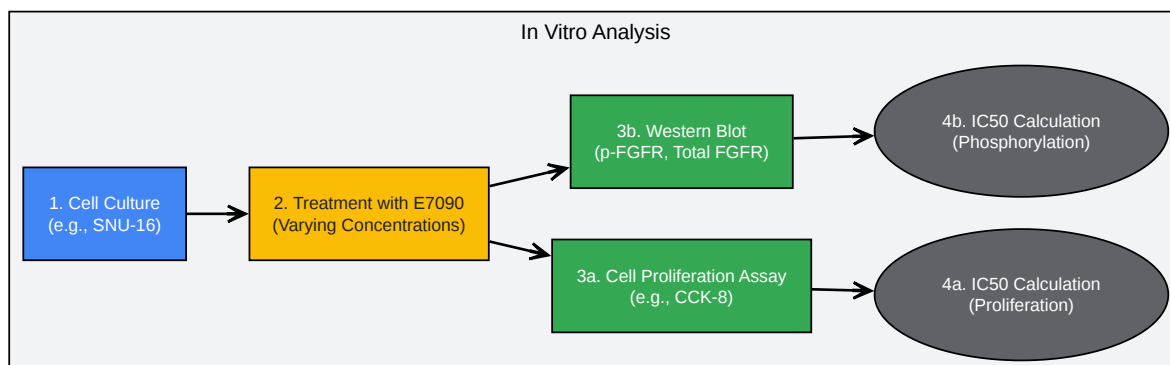 In Vitro Analysis
1. Cell Culture
(e.g., SNU-16)
2. Treatment with E7090
(Varying Concentrations)
3b. Western Blot
(p-FGFR, Total FGFR)
4b. IC50 Calculation
(Phosphorylation)
3a. Cell Proliferation Assay
(e.g., CCK-8)
4a. IC50 Calculation
(Proliferation)